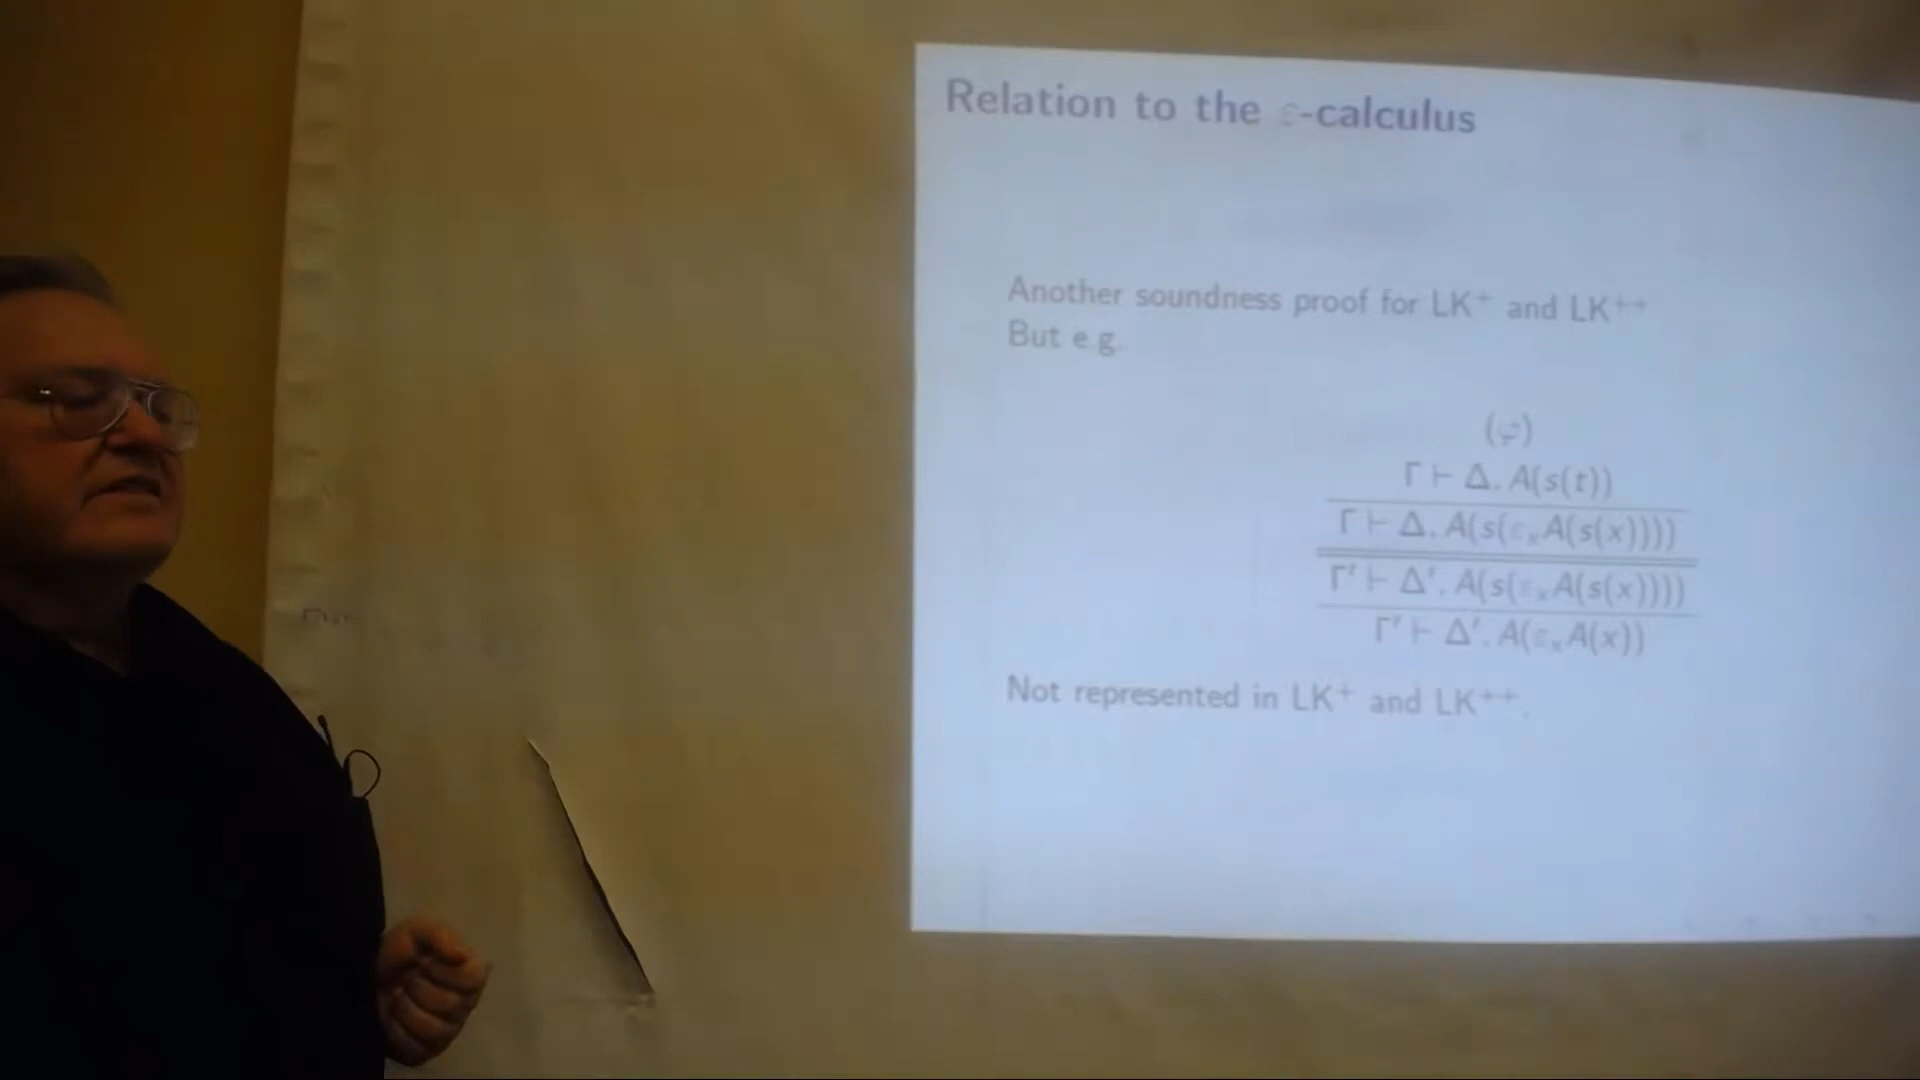 Relation to the ε-calculus
Another soundness proof for LK⁺ and LK⁺⁺
But e.g.
(φ)
Γ ⊢ Δ, A(s(t))
Γ ⊢ Δ, A(s(εₓA(s(x))))
Γ′ ⊢ Δ′, A(s(εₓA(s(x))))
Γ′ ⊢ Δ′, A(εₓA(x))
Not represented in LK⁺ and LK⁺⁺.